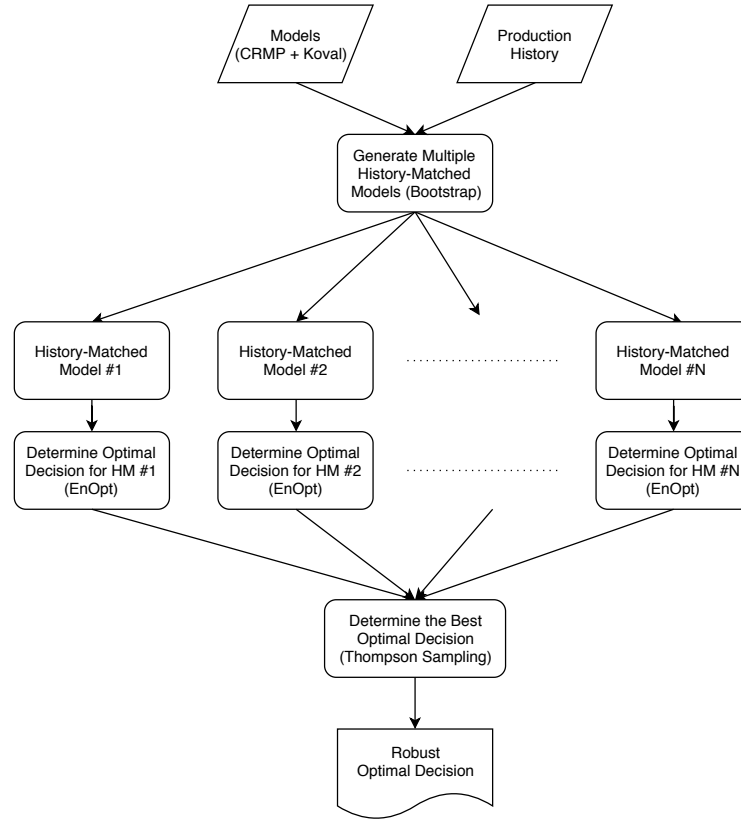 Models
(CRMP + Koval)
Production
History
Generate Multiple
History-Matched
Models (Bootstrap)
History-Matched
Model #1
History-Matched
Model #2
History-Matched
Model #N
Determine Optimal
Decision for HM #1
(EnOpt)
Determine Optimal
Decision for HM #2
(EnOpt)
Determine Optimal
Decision for HM #N
(EnOpt)
Determine the Best
Optimal Decision
(Thompson Sampling)
Robust
Optimal Decision